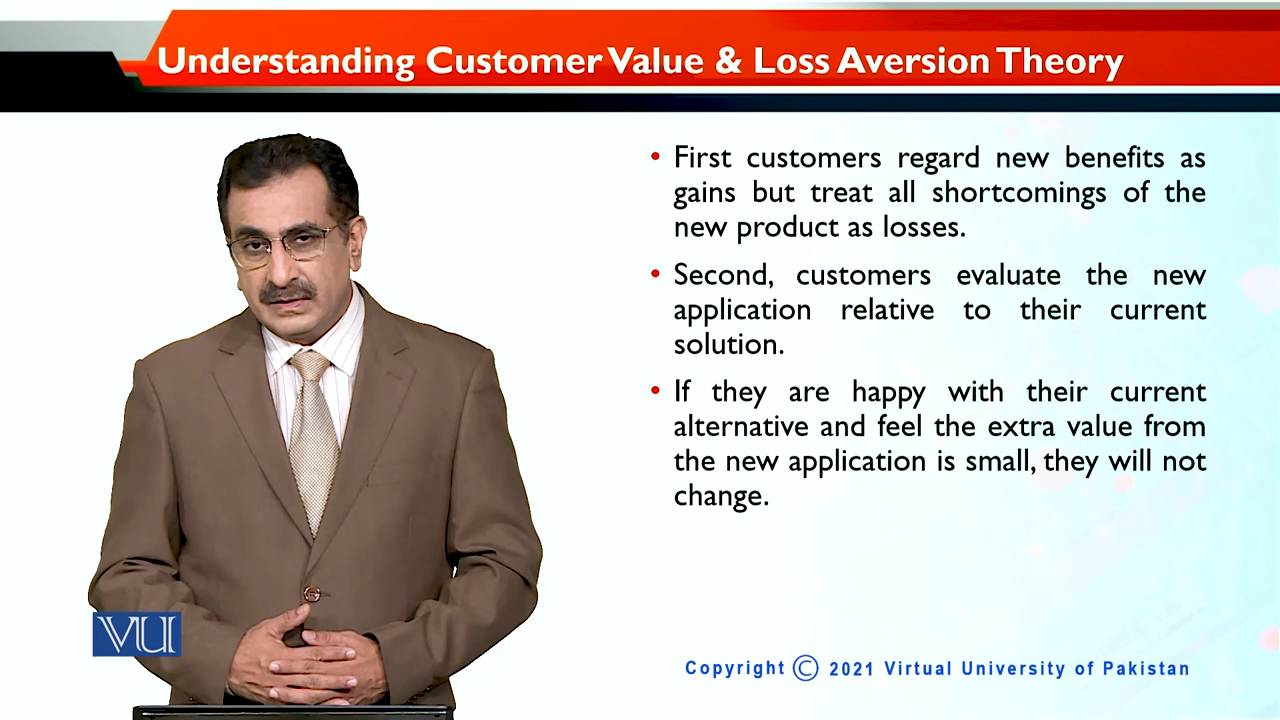 Understanding Customer Value & Loss Aversion Theory
• First customers regard new benefits as
gains but treat all shortcomings of the
new product as losses.
• Second, customers evaluate the new
application relative to their current
solution.
• If they are happy with their current
alternative and feel the extra value from
the new application is small, they will not
change.
VU
Copyright © 2021 Virtual University of Pakistan